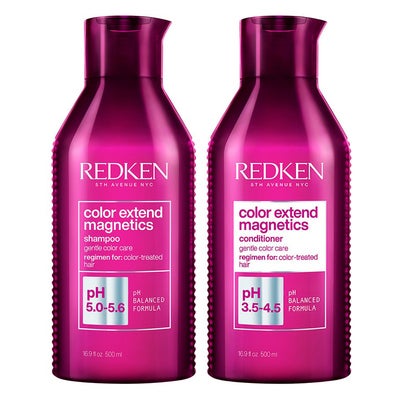 REDKEN
5TH AVENUE NYC
color extend
magnetics
shampoo
gentle color care
regimen for: color-treated
hair
pH
5.0-5.6
pH
BALANCED
FORMULA
16.9 fl oz 500 ml
REDKEN
5TH AVENUE NYC
color extend
magnetics
conditioner
gentle color care
regimen for: color-treated
hair
pH
3.5-4.5
pH
BALANCED
FORMULA
16.9 fl oz 500 ml